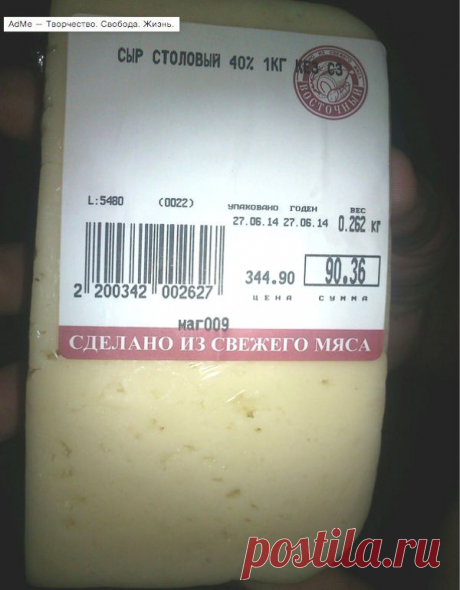 AdMe — Творчество. Свобода. Жизнь.
СЫР СТОЛОВЫЙ 40% 1КГ КЕЗ СЗ
ВОСТОЧНЫЙ
L:5480 (0022)
УПАКОВАНО ГОДЕН ВЕС
27.06.14 27.06.14 0.262 кг
344.90 90.36
ЦЕНА СУММА
2 200342 002627
маг009
СДЕЛАНО ИЗ СВЕЖЕГО МЯСА
postila.ru